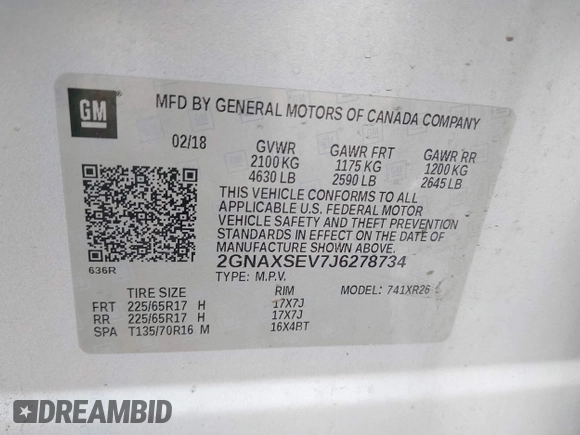 GM
MFD BY GENERAL MOTORS OF CANADA COMPANY
02/18 GVWR GAWR FRT GAWR RR
2100 KG 1175 KG 1200 KG
4630 LB 2590 LB 2645 LB
THIS VEHICLE CONFORMS TO ALL
APPLICABLE U.S. FEDERAL MOTOR
VEHICLE SAFETY AND THEFT PREVENTION
STANDARDS IN EFFECT ON THE DATE OF
MANUFACTURE SHOWN ABOVE.
636R 2GNAXSEV7J6278734
TYPE: M.P.V. MODEL: 741XR26
TIRE SIZE RIM
FRT 225/65R17 H 17X7J
RR 225/65R17 H 17X7J
SPA T135/70R16 M 16X4BT
DREAMBID